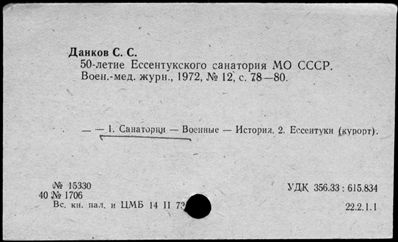 Данков С. С.
50-летие Ессентукского санатория МО СССР.
Воен.-мед. журн., 1972, № 12, с. 78—80.
— — 1. Санатории — Военные — История. 2. Ессентуки (курорт).
№ 15330
40 № 1706
УДК 356.33 : 615.834
Вс. кн. пал. и ЦМБ 14 II 73
22.2.1.1